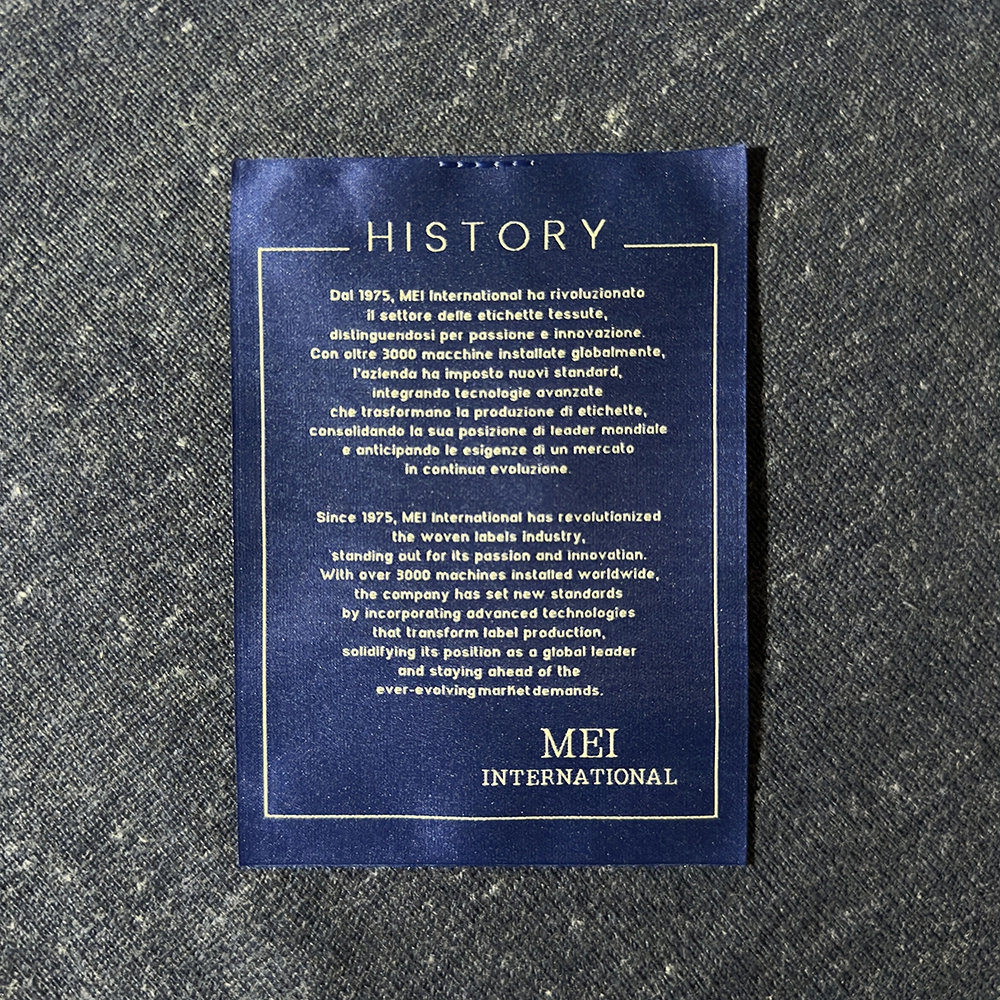 HISTORY
Dal 1975, MEI International ha rivoluzionato
il settore delle etichette tessute,
distinguendosi per passione e innovazione.
Con oltre 3000 macchine installate globalmente,
l'azienda ha imposto nuovi standard,
integrando tecnologie avanzate
che trasformano la produzione di etichette,
consolidando la sua posizione di leader mondiale
e anticipando le esigenze di un mercato
in continua evoluzione.
Since 1975, MEI International has revolutionized
the woven labels industry,
standing out for its passion and innovation.
With over 3000 machines installed worldwide,
the company has set new standards
by incorporating advanced technologies
that transform label production,
solidifying its position as a global leader
and staying ahead of the
ever-evolving market demands.
MEI
INTERNATIONAL